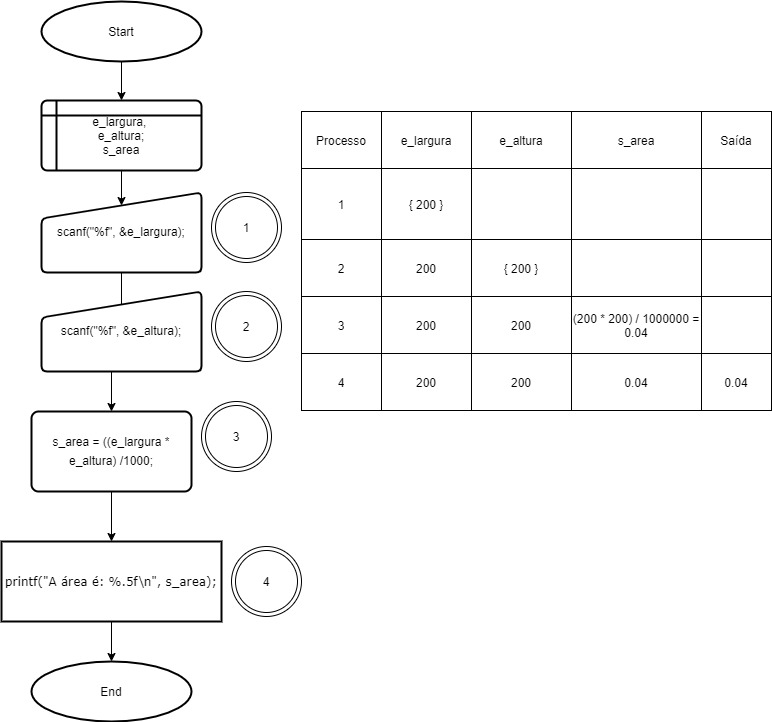 Start
e_largura,
e_altura;
s_area
scanf("%f", &e_largura);
1
scanf("%f", &e_altura);
2
s_area = ((e_largura *
e_altura) /1000;
3
printf("A área é: %.5f\n", s_area);
4
End
Processo e_largura e_altura s_area Saída
1 { 200 }
2 200 { 200 }
3 200 200 (200 * 200) / 1000000 =
0.04
4 200 200 0.04 0.04